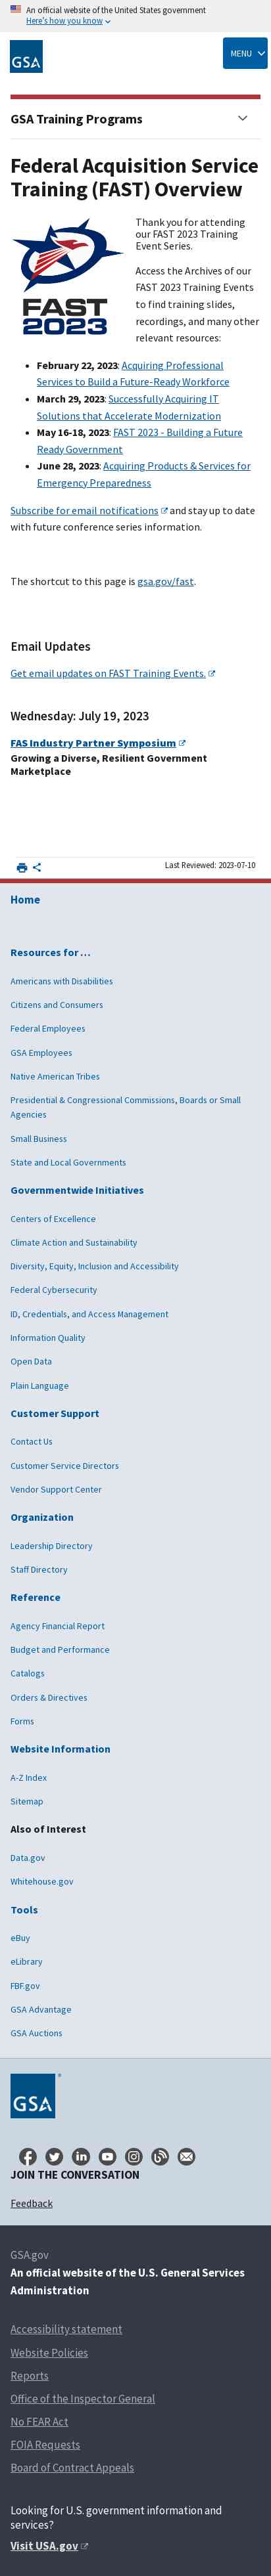 An official website of the United States government
Here's how you know
GSA
MENU
GSA Training Programs
Federal Acquisition Service
Training (FAST) Overview
FAST
2023
Thank you for attending
our FAST 2023 Training
Event Series.
Access the Archives of our
FAST 2023 Training Events
to find training slides,
recordings, and many other
relevant resources:
February 22, 2023: Acquiring Professional
Services to Build a Future-Ready Workforce
March 29, 2023: Successfully Acquiring IT
Solutions that Accelerate Modernization
May 16-18, 2023: FAST 2023 - Building a Future
Ready Government
June 28, 2023: Acquiring Products & Services for
Emergency Preparedness
Subscribe for email notifications and stay up to date
with future conference series information.
The shortcut to this page is gsa.gov/fast.
Email Updates
Get email updates on FAST Training Events.
Wednesday: July 19, 2023
FAS Industry Partner Symposium
Growing a Diverse, Resilient Government
Marketplace
Last Reviewed: 2023-07-10
Home
Resources for …
Americans with Disabilities
Citizens and Consumers
Federal Employees
GSA Employees
Native American Tribes
Presidential & Congressional Commissions, Boards or Small
Agencies
Small Business
State and Local Governments
Governmentwide Initiatives
Centers of Excellence
Climate Action and Sustainability
Diversity, Equity, Inclusion and Accessibility
Federal Cybersecurity
ID, Credentials, and Access Management
Information Quality
Open Data
Plain Language
Customer Support
Contact Us
Customer Service Directors
Vendor Support Center
Organization
Leadership Directory
Staff Directory
Reference
Agency Financial Report
Budget and Performance
Catalogs
Orders & Directives
Forms
Website Information
A-Z Index
Sitemap
Also of Interest
Data.gov
Whitehouse.gov
Tools
eBuy
eLibrary
FBF.gov
GSA Advantage
GSA Auctions
GSA®
JOIN THE CONVERSATION
Feedback
GSA.gov
An official website of the U.S. General Services
Administration
Accessibility statement
Website Policies
Reports
Office of the Inspector General
No FEAR Act
FOIA Requests
Board of Contract Appeals
Looking for U.S. government information and
services?
Visit USA.gov